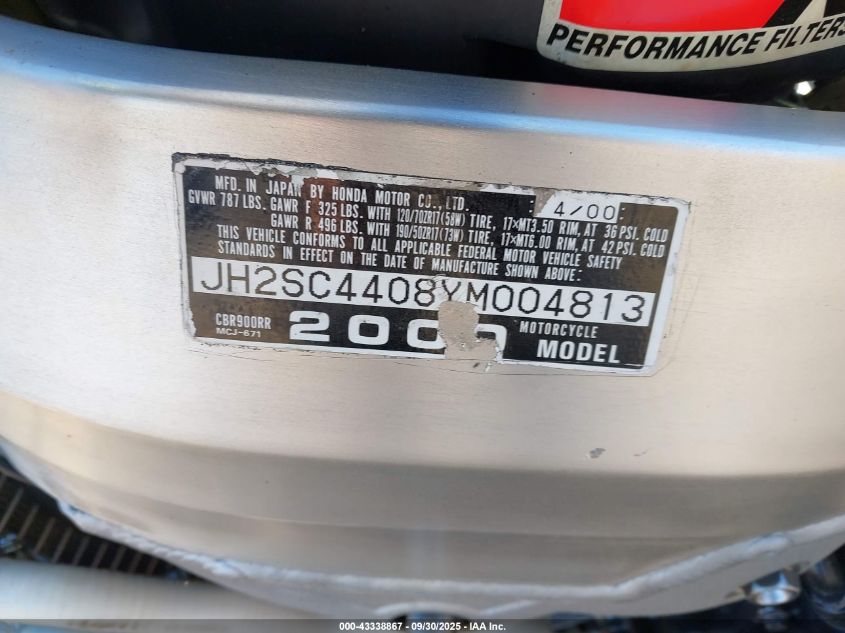 PERFORMANCE FILTERS
MFD. IN JAPAN BY HONDA MOTOR CO., LTD. 4/00
GVWR 787 LBS. GAWR F 325 LBS. WITH 120/70ZR17(58W) TIRE, 17×MT3.50 RIM, AT 36 PSI. COLD
GAWR R 496 LBS. WITH 190/50ZR17(73W) TIRE, 17×MT6.00 RIM, AT 42 PSI. COLD
THIS VEHICLE CONFORMS TO ALL APPLICABLE FEDERAL MOTOR VEHICLE SAFETY
STANDARDS IN EFFECT ON THE DATE OF MANUFACTURE SHOWN ABOVE:
JH2SC4408YM004813
CBR900RR 2000 MOTORCYCLE
MCJ-671 MODEL
000-43338867 - 09/30/2025 - IAA Inc.